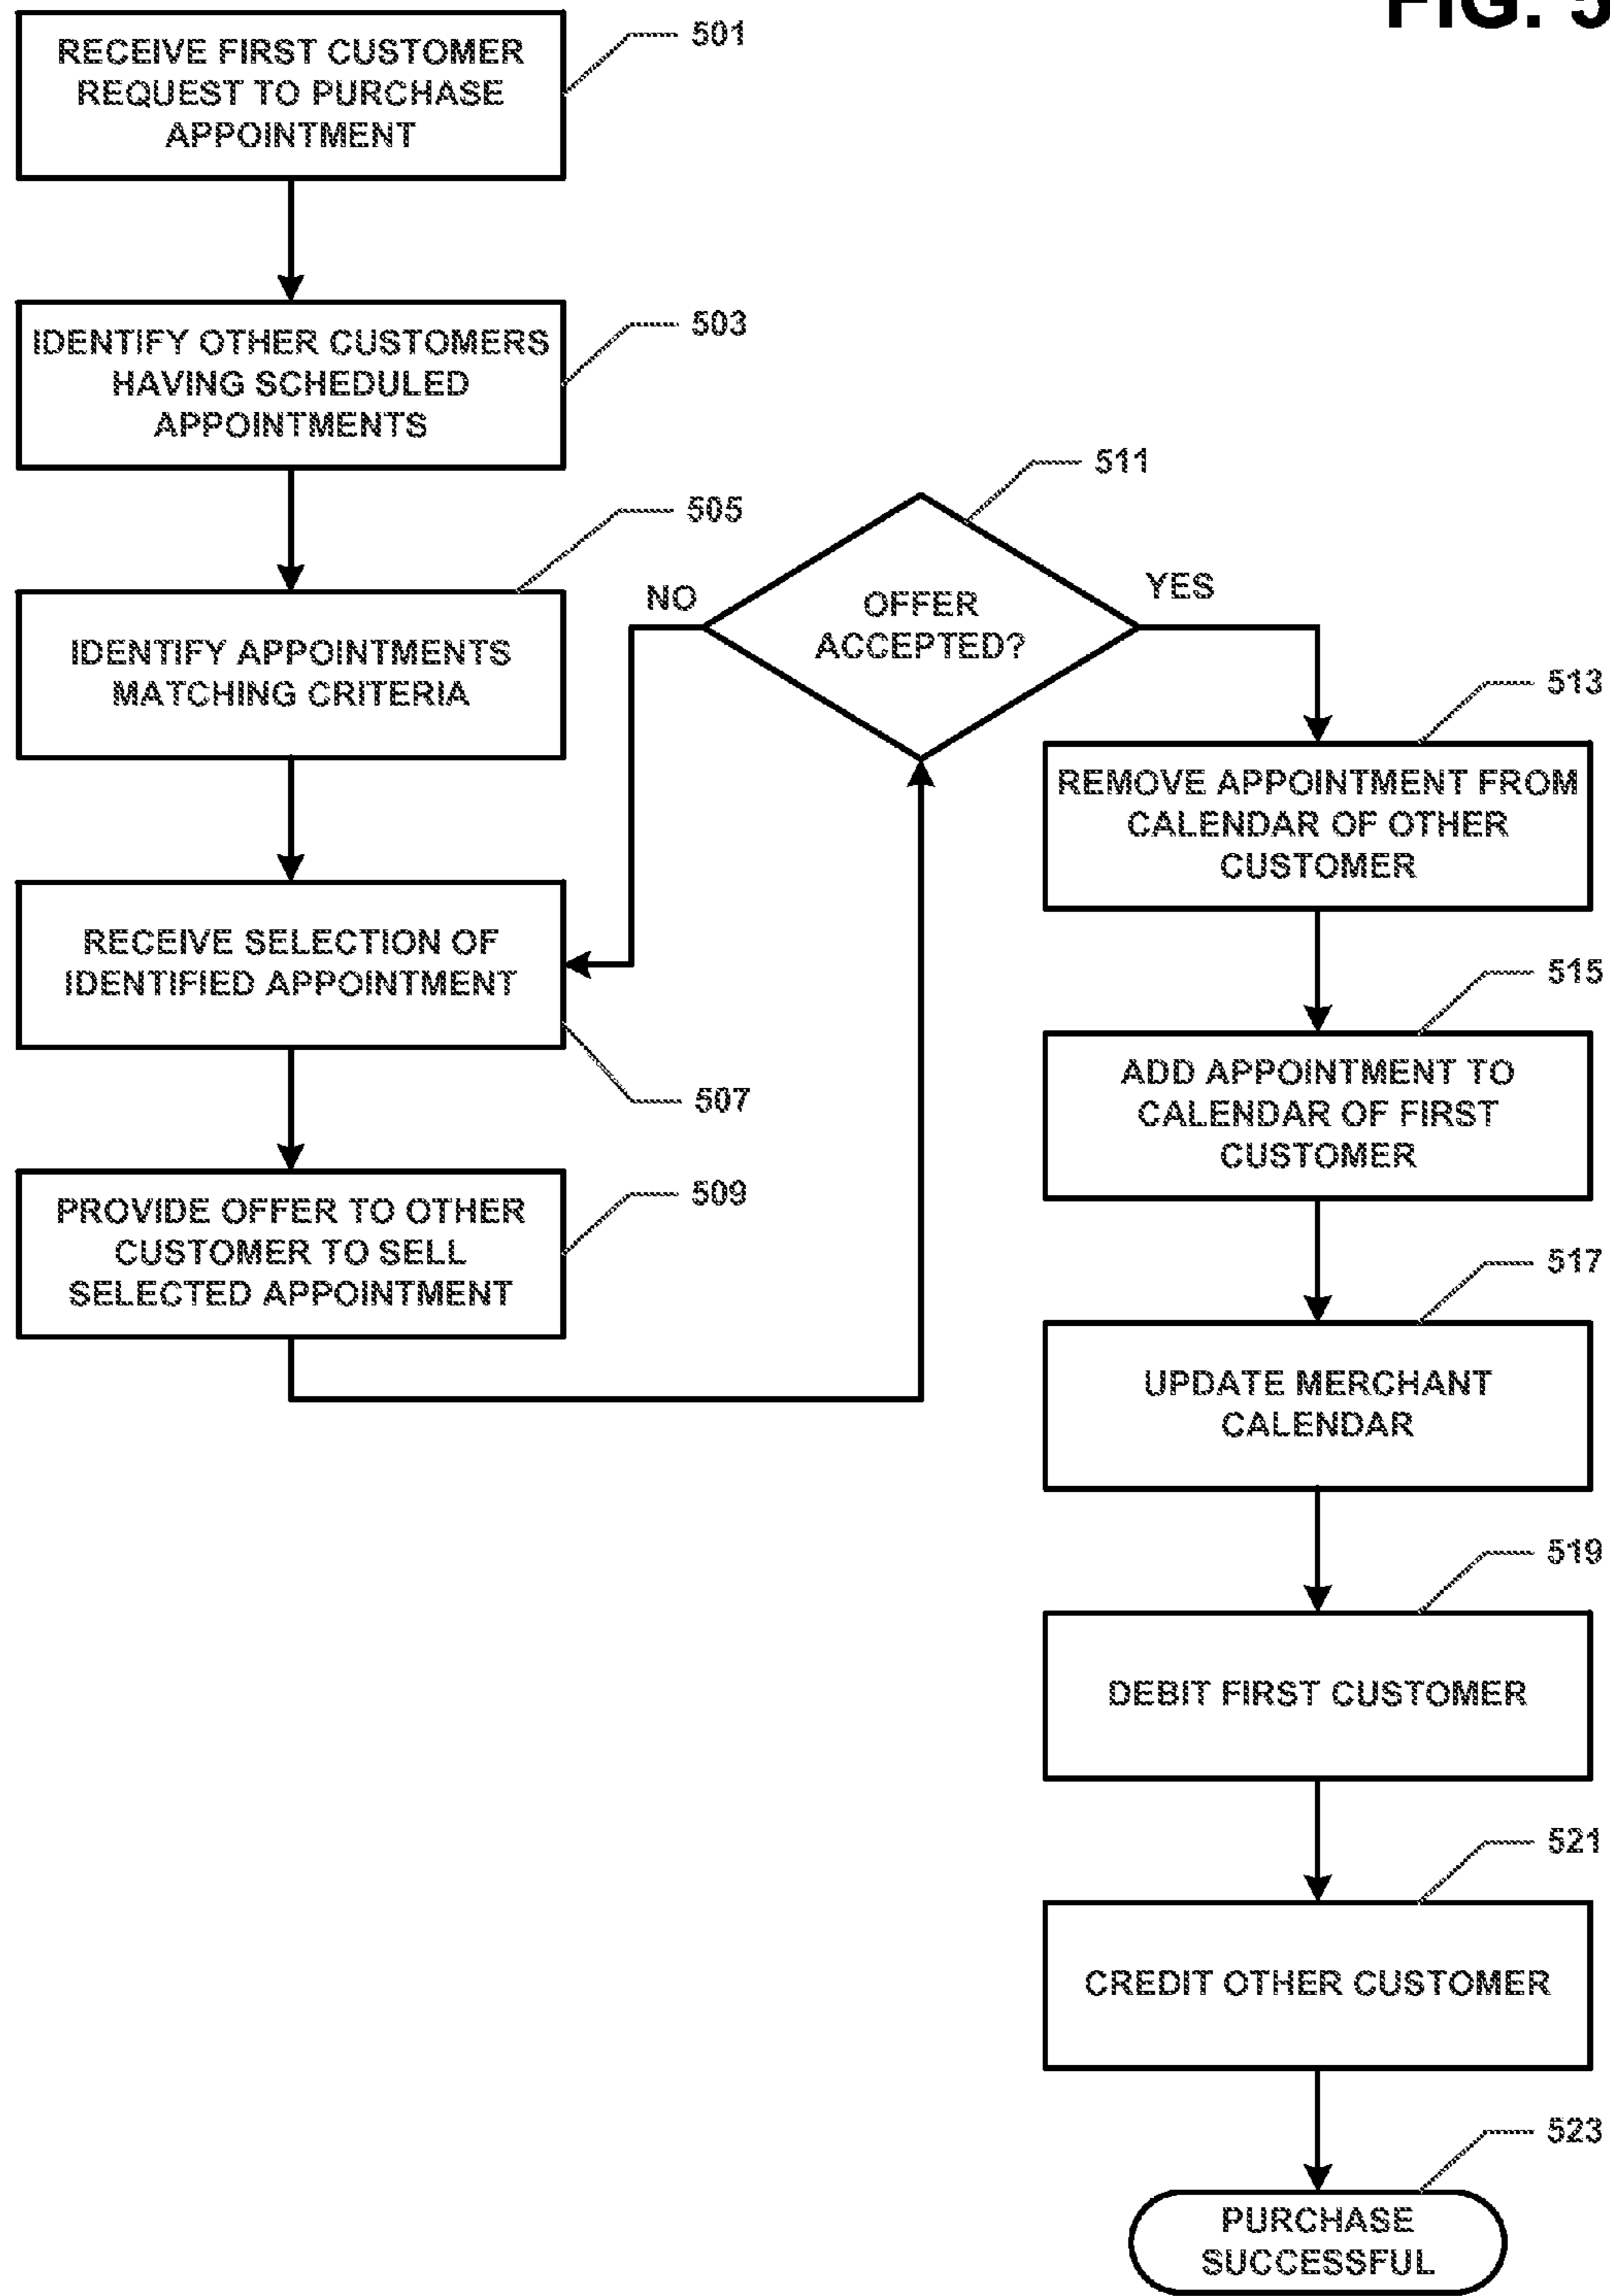 FIG. 5
RECEIVE FIRST CUSTOMER
REQUEST TO PURCHASE
APPOINTMENT
501
IDENTIFY OTHER CUSTOMERS
HAVING SCHEDULED
APPOINTMENTS
503
505
IDENTIFY APPOINTMENTS
MATCHING CRITERIA
RECEIVE SELECTION OF
IDENTIFIED APPOINTMENT
507
PROVIDE OFFER TO OTHER
CUSTOMER TO SELL
SELECTED APPOINTMENT
509
511
OFFER
ACCEPTED?
NO
YES
513
REMOVE APPOINTMENT FROM
CALENDAR OF OTHER
CUSTOMER
515
ADD APPOINTMENT TO
CALENDAR OF FIRST
CUSTOMER
517
UPDATE MERCHANT
CALENDAR
519
DEBIT FIRST CUSTOMER
521
CREDIT OTHER CUSTOMER
523
PURCHASE
SUCCESSFUL